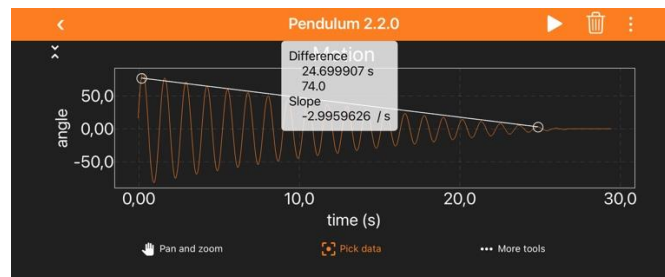 Pendulum 2.2.0
Motion
Difference
24.699907 s
74.0
Slope
-2.9959626 / s
angle
50,0
0,00
-50,0
0,00 10,0 20,0 30,0
time (s)
Pan and zoom Pick data More tools